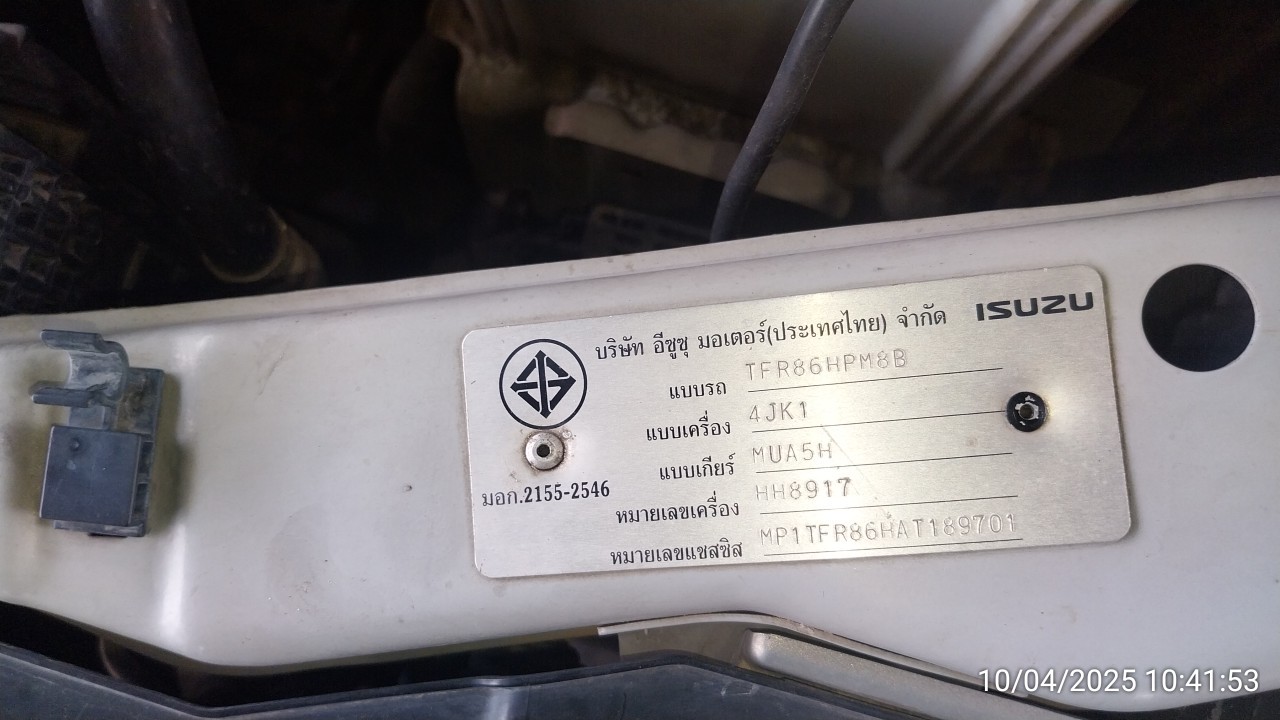 บริษัท อีซูซุ มอเตอร์(ประเทศไทย) จำกัด ISUZU
แบบรถ TFR86HPM8B
แบบเครื่อง 4JK1
แบบเกียร์ MUA5H
มอก.2155-2546
หมายเลขเครื่อง HH8917
หมายเลขแชสซิส MP1TFR86HAT189701
10/04/2025 10:41:53